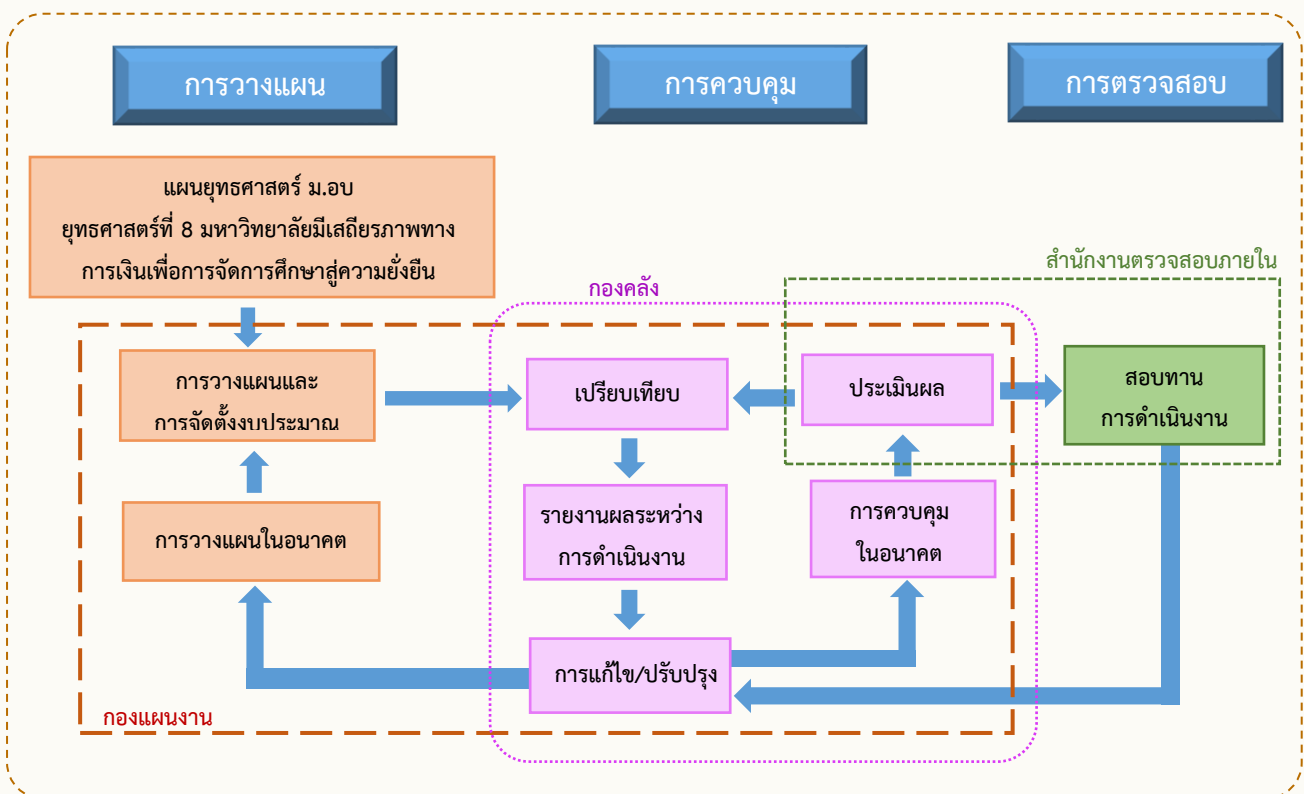 การวางแผน
การควบคุม
การตรวจสอบ
แผนยุทธศาสตร์ ม.อบ
ยุทธศาสตร์ที่ 8 มหาวิทยาลัยมีเสถียรภาพทาง
การเงินเพื่อการจัดการศึกษาสู่ความยั่งยืน
สำนักงานตรวจสอบภายใน
กองคลัง
การวางแผนและ
การจัดตั้งงบประมาณ
เปรียบเทียบ
ประเมินผล
สอบทาน
การดำเนินงาน
การวางแผนในอนาคต
รายงานผลระหว่าง
การดำเนินงาน
การควบคุม
ในอนาคต
การแก้ไข/ปรับปรุง
กองแผนงาน